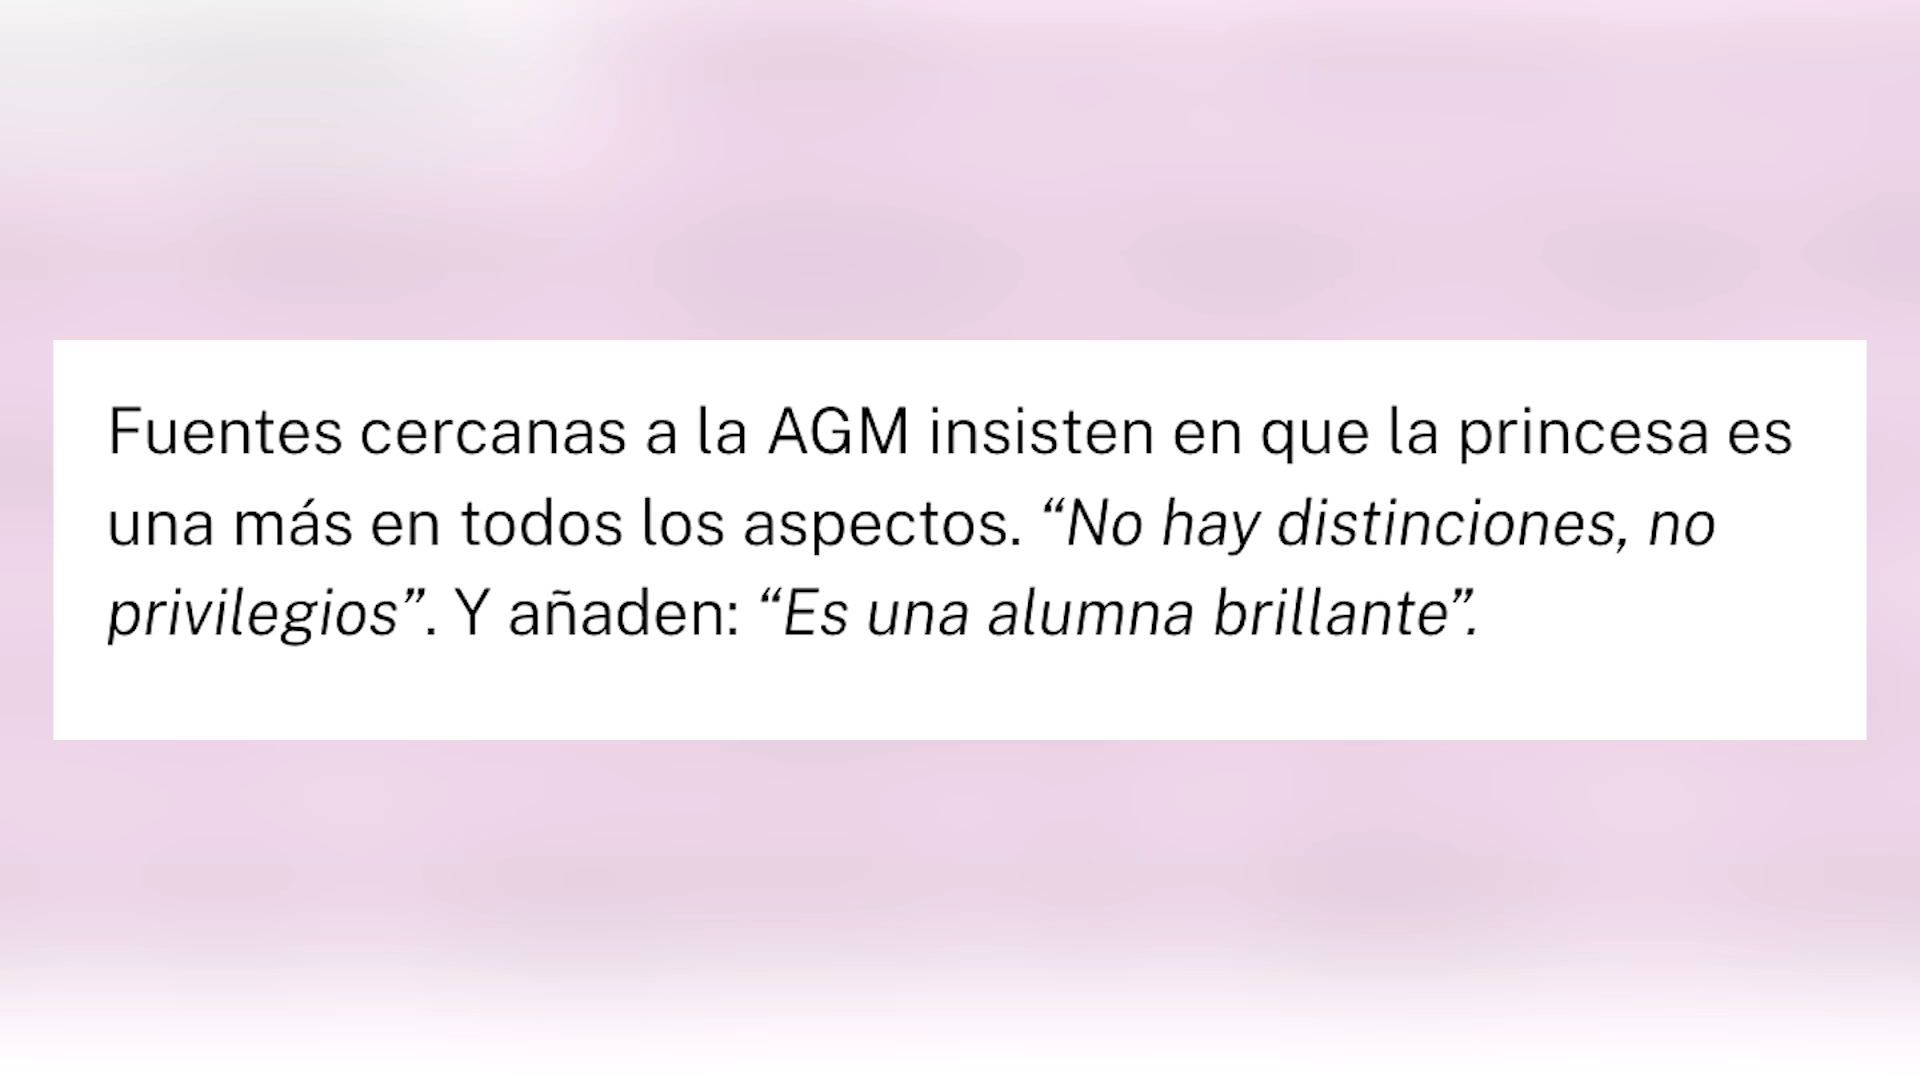 Fuentes cercanas a la AGM insisten en que la princesa es
una más en todos los aspectos. “No hay distinciones, no
privilegios”. Y añaden: “Es una alumna brillante”.